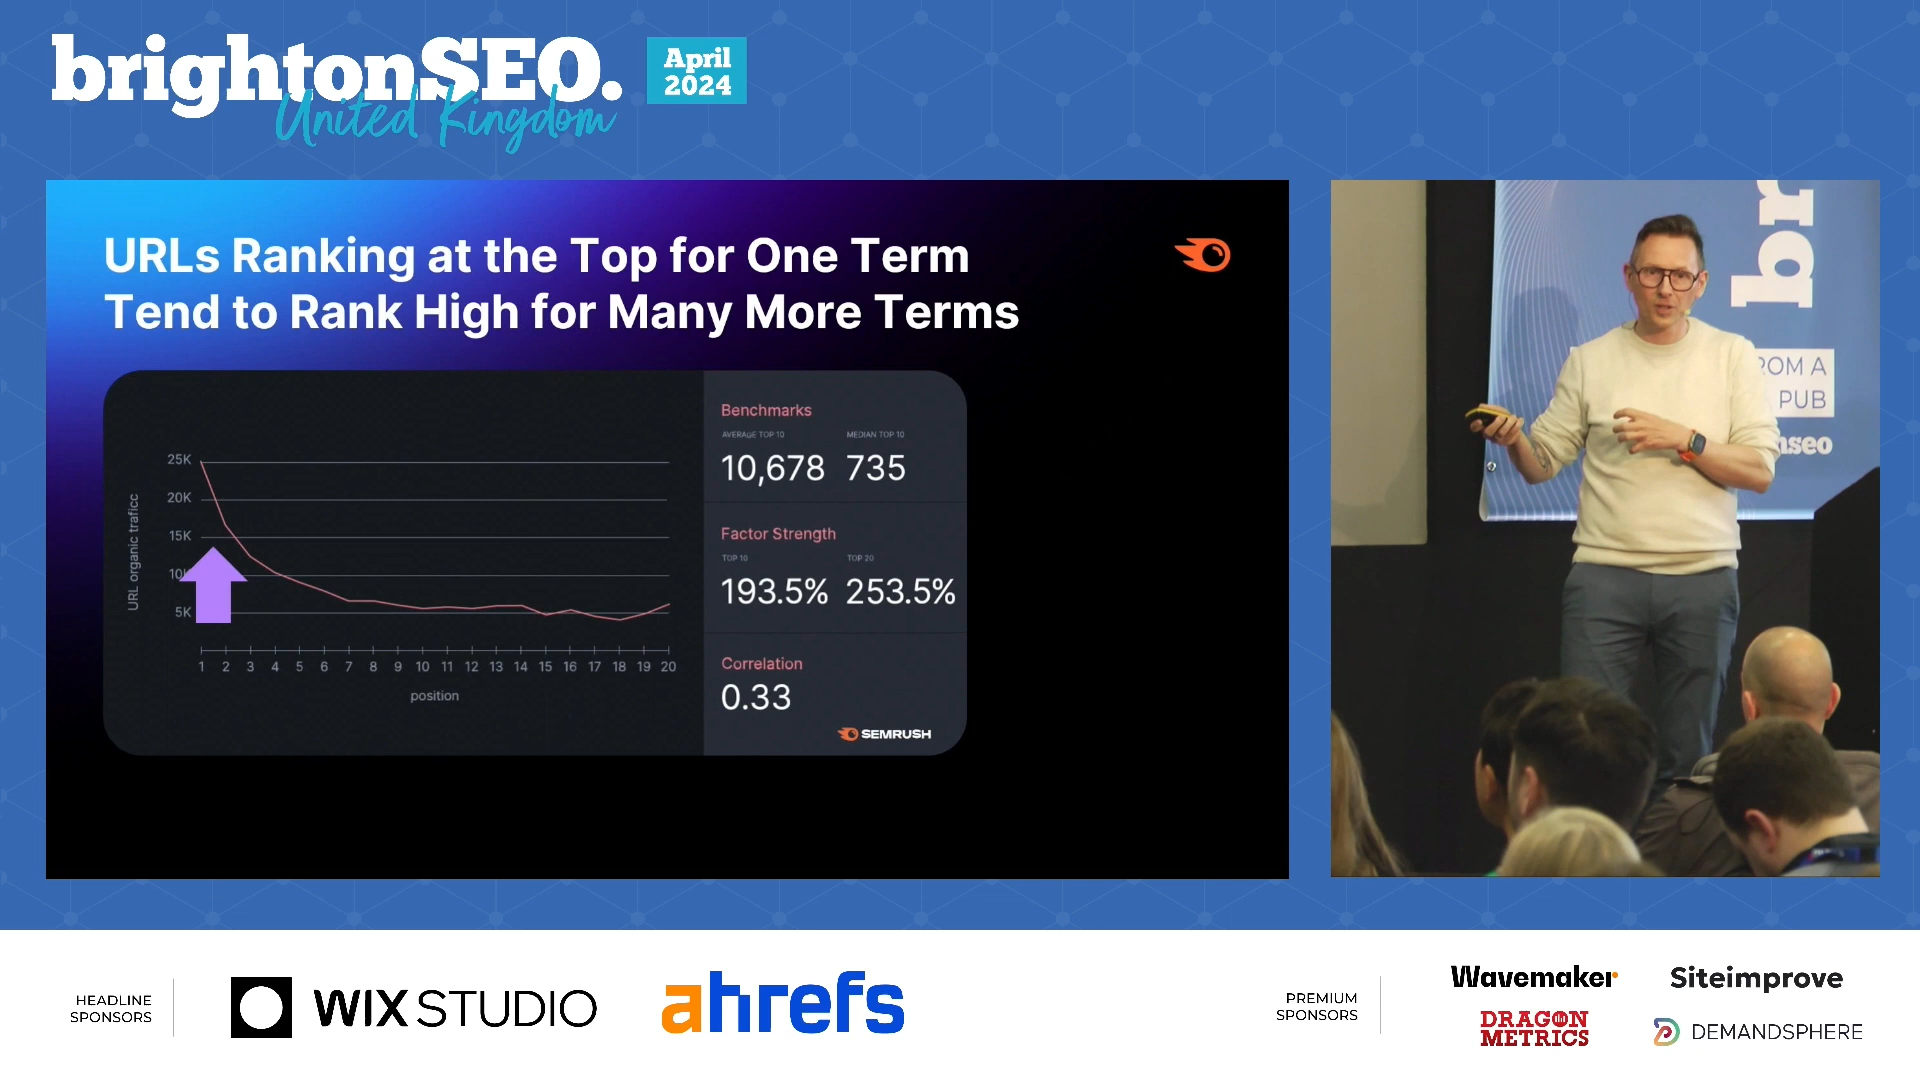 brightonSEO.
United Kingdom
April
2024
URLs Ranking at the Top for One Term
Tend to Rank High for Many More Terms
URL organic traficc
25K
20K
15K
10K
5K
1 2 3 4 5 6 7 8 9 10 11 12 13 14 15 16 17 18 19 20
position
Benchmarks
AVERAGE TOP 10 MEDIAN TOP 10
10,678 735
Factor Strength
TOP 10 TOP 20
193.5% 253.5%
Correlation
0.33
SEMRUSH
br
ROM A
PUB
nseo
HEADLINE
SPONSORS
WIX STUDIO
ahrefs
PREMIUM
SPONSORS
Wavemaker
Siteimprove
DRAGON
METRICS
DEMANDSPHERE